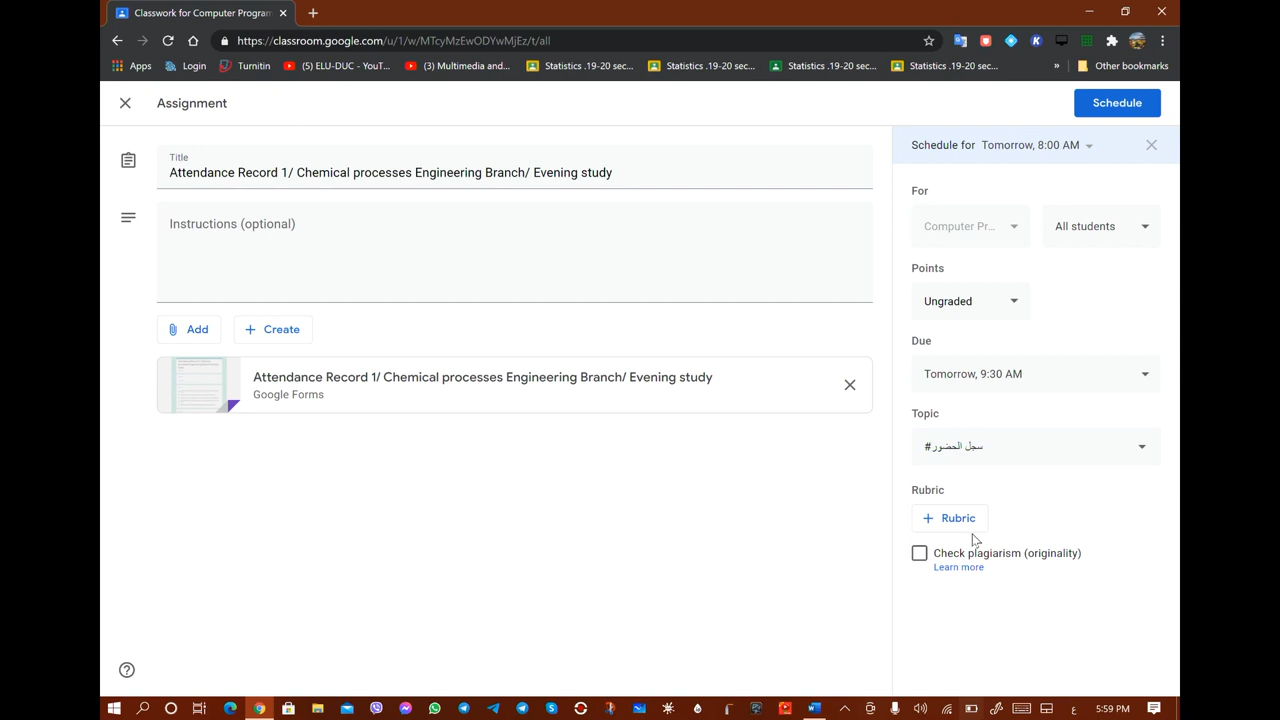 Classwork for Computer Program
https://classroom.google.com/u/1/w/MTcyMzEwODYwMjEz/t/all
Apps
Login
Turnitin
(5) ELU-DUC - YouT...
(3) Multimedia and...
Statistics .19-20 sec...
Statistics .19-20 sec...
Statistics .19-20 sec...
Statistics .19-20 sec...
»
Other bookmarks
Assignment
Schedule
Title
Attendance Record 1/ Chemical processes Engineering Branch/ Evening study
Instructions (optional)
Add
+ Create
Attendance Record 1/ Chemical processes Engineering Branch/ Evening study
Google Forms
Schedule for Tomorrow, 8:00 AM
For
Computer Pr...
All students
Points
Ungraded
Due
Tomorrow, 9:30 AM
Topic
#سجل الحضور
Rubric
+ Rubric
Check plagiarism (originality)
Learn more
ع
5:59 PM